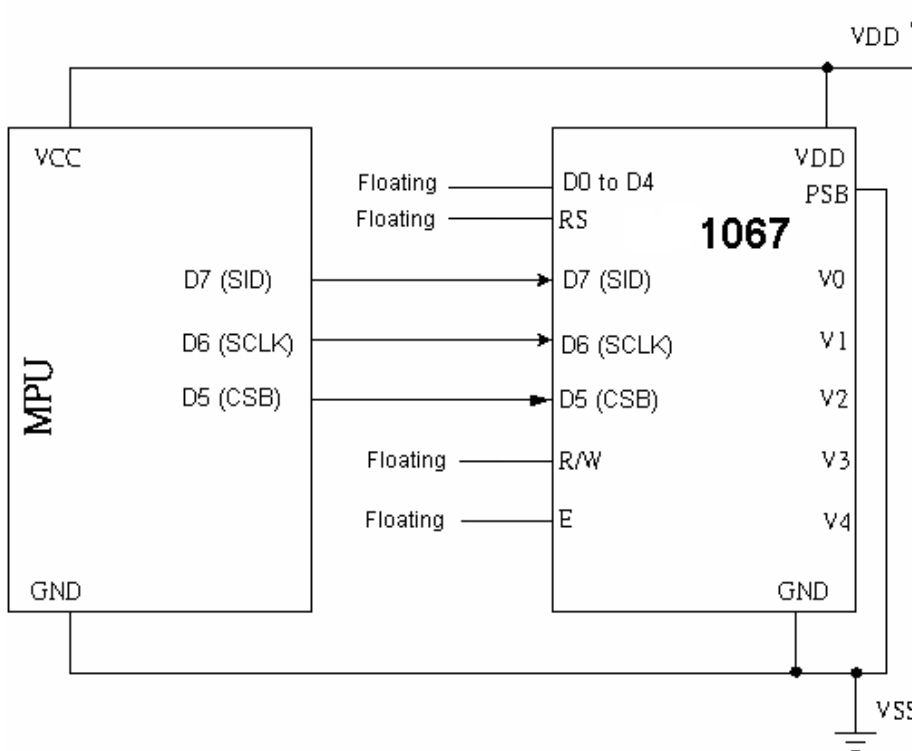 VDD
VCC
VDD
Floating
D0 to D4
PSB
Floating
RS
1067
D7 (SID)
D7 (SID)
V0
D6 (SCLK)
D6 (SCLK)
V1
MPU
D5 (CSB)
D5 (CSB)
V2
Floating
R/W
V3
Floating
E
V4
GND
GND
VSS